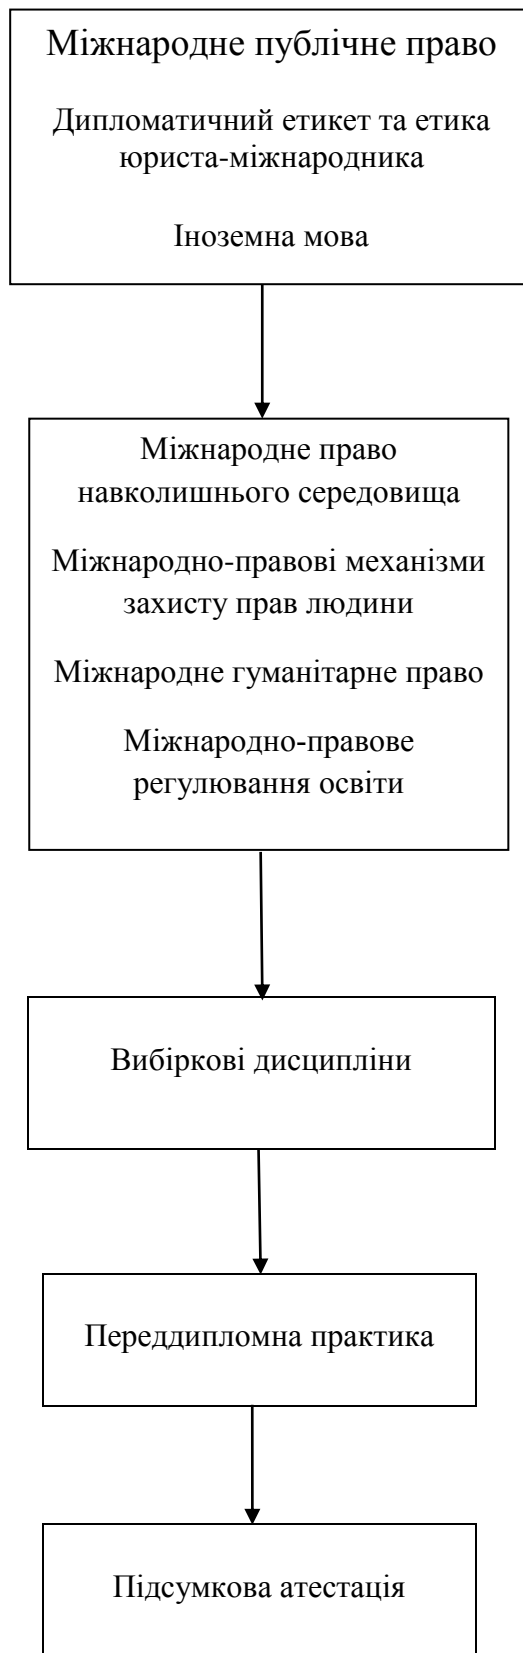 Міжнародне публічне право
Дипломатичний етикет та етика
юриста-міжнародника
Іноземна мова
Міжнародне право
навколишнього середовища
Міжнародно-правові механізми
захисту прав людини
Міжнародне гуманітарне право
Міжнародно-правове
регулювання освіти
Вибіркові дисципліни
Переддипломна практика
Підсумкова атестація